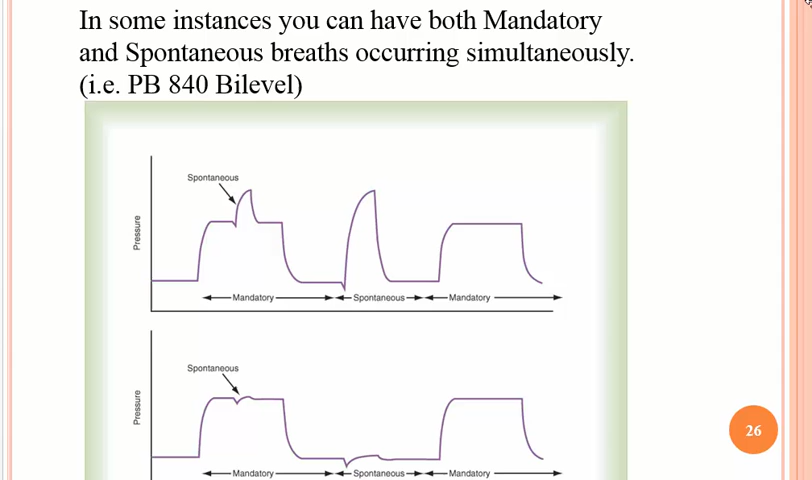 In some instances you can have both Mandatory
and Spontaneous breaths occurring simultaneously.
(i.e. PB 840 Bilevel)
Spontaneous
Pressure
Mandatory Spontaneous Mandatory
Spontaneous
Pressure
Mandatory Spontaneous Mandatory
26